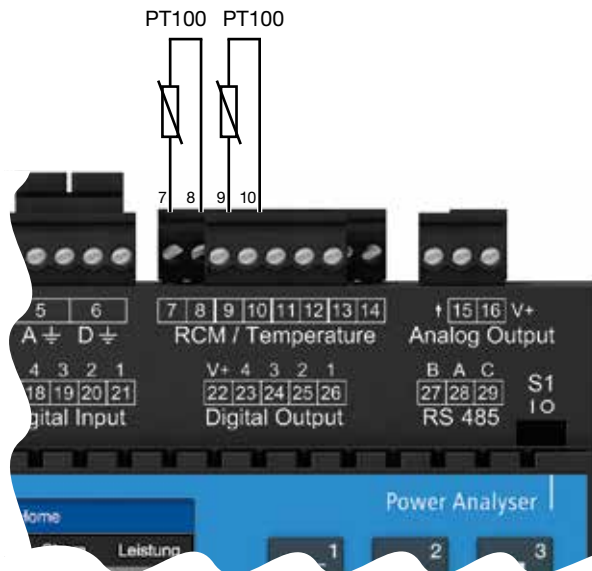 PT100 PT100
7 8 9 10
5 6 7 8 9 10 11 12 13 14 15 16 V+
A D RCM / Temperature Analog Output
4 3 2 1 V+ 4 3 2 1 B A C
18 19 20 21 22 23 24 25 26 27 28 29 S1
gital Input Digital Output RS 485 1 O
Power Analyser
Home
Leistung
1 2 3